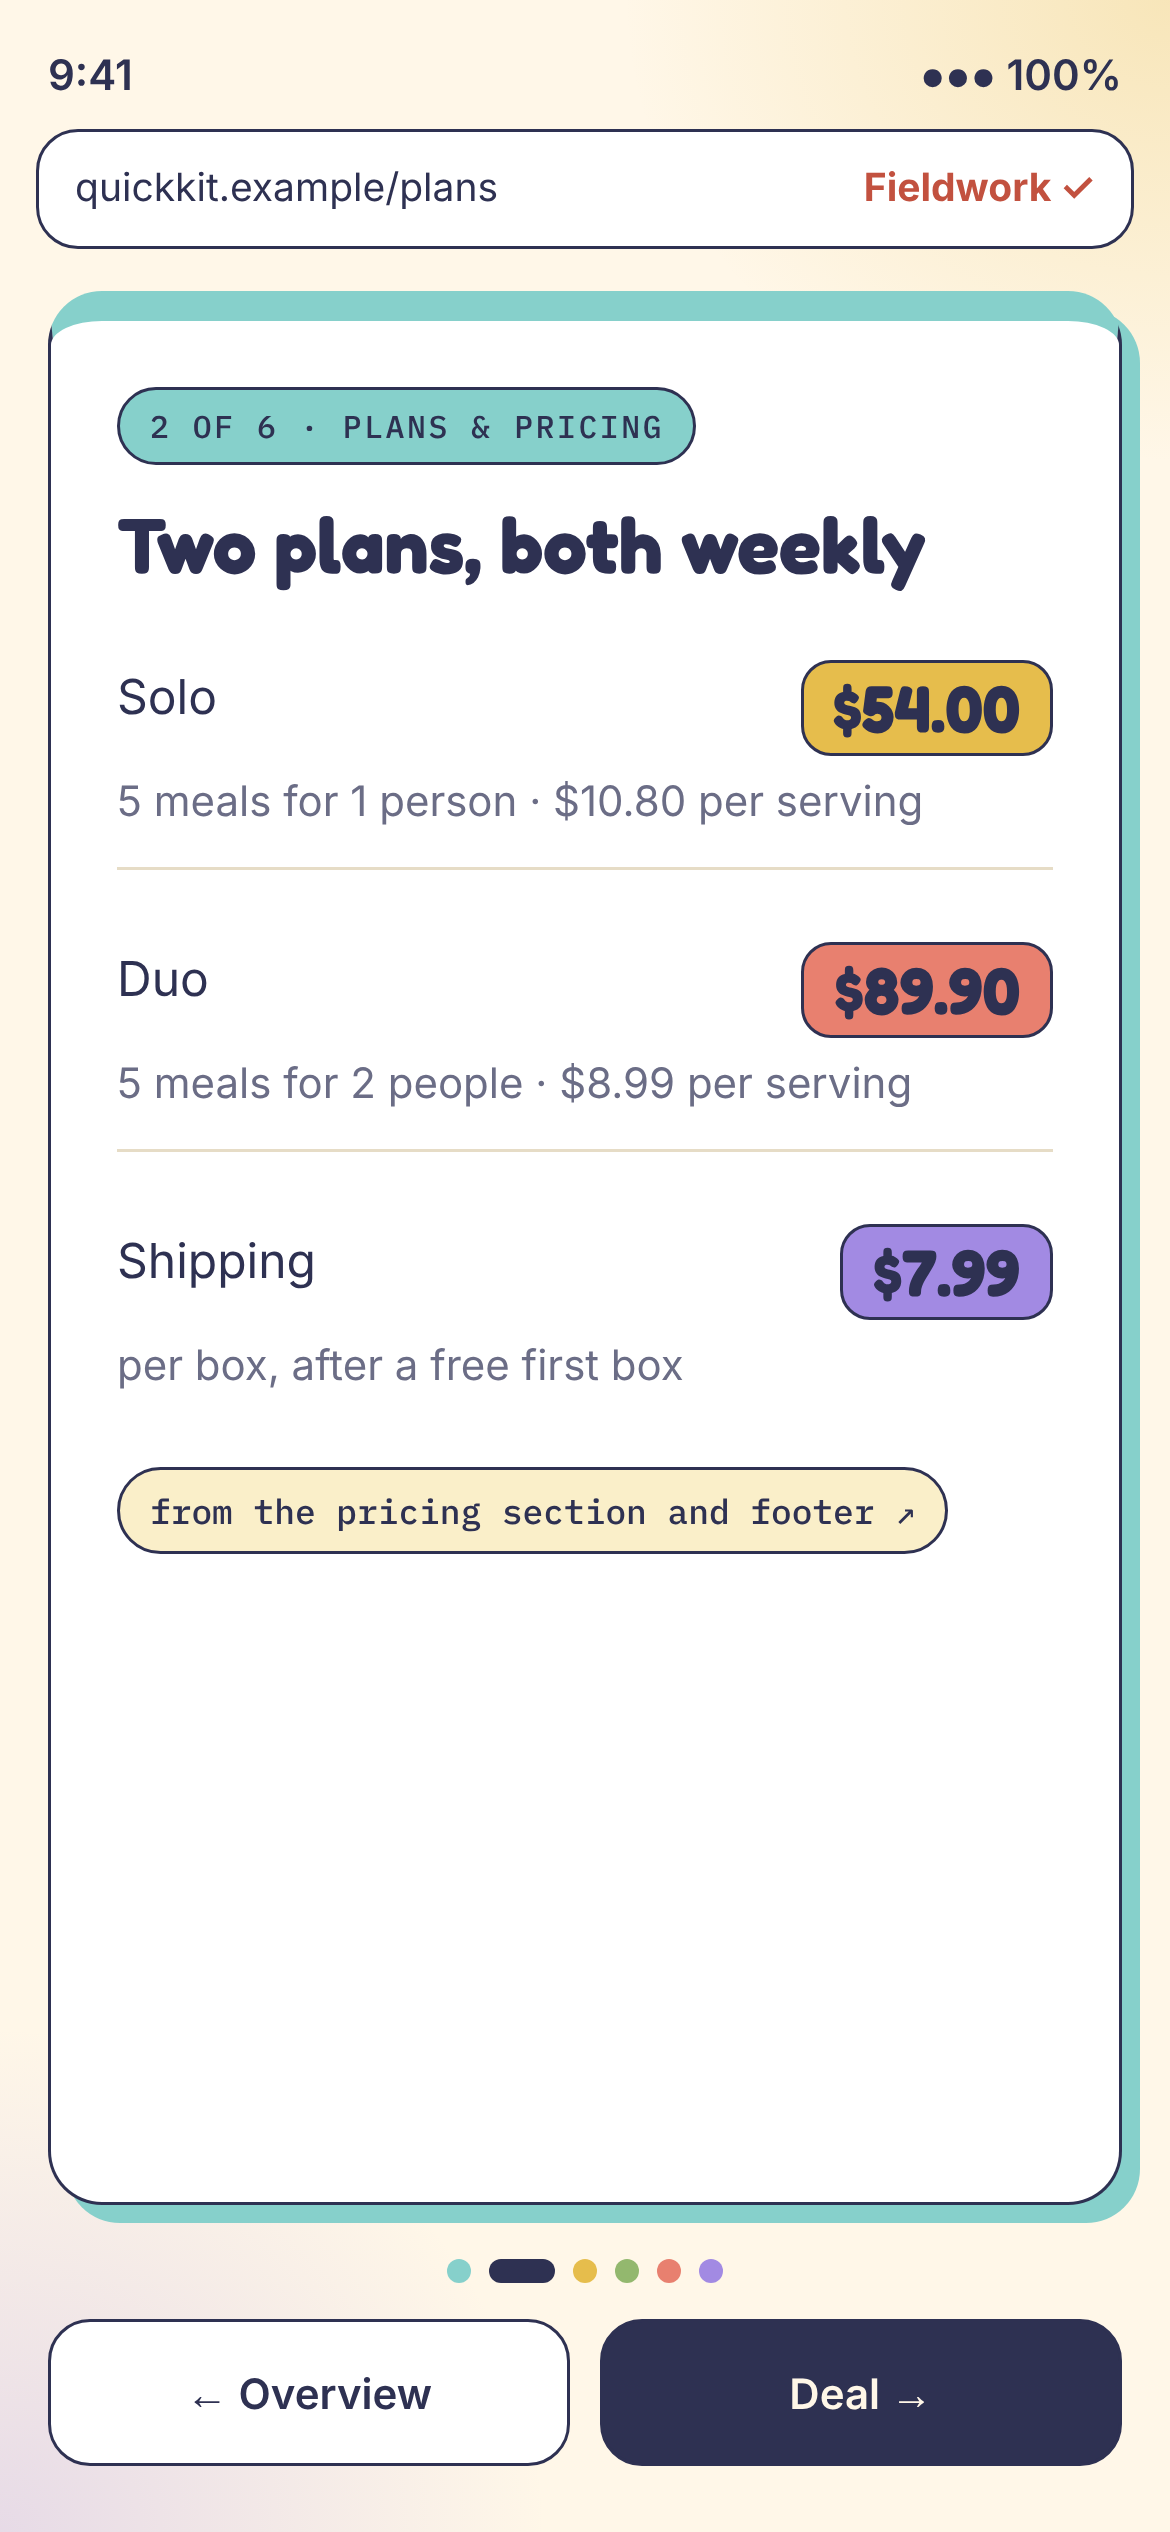 9:41 ●●● 100%
quickkit.example/plans Fieldwork ✓
2 OF 6 · PLANS & PRICING
Two plans, both weekly
Solo $54.00
5 meals for 1 person · $10.80 per serving
Duo $89.90
5 meals for 2 people · $8.99 per serving
Shipping $7.99
per box, after a free first box
from the pricing section and footer ↗
← Overview Deal →